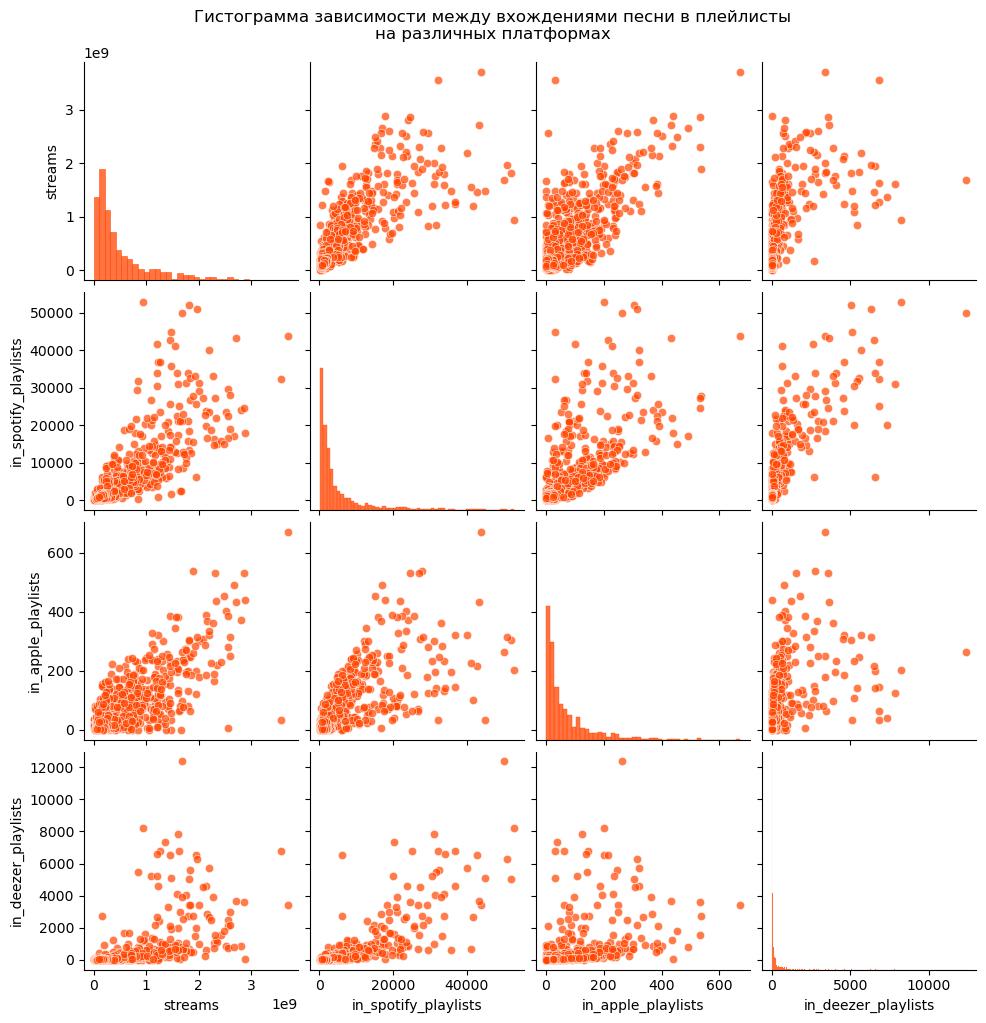 Гистограмма зависимости между вхождениями песни в плейлисты
на различных платформах
1e9
3
2
1
0
streams
50000
40000
30000
20000
10000
0
in_spotify_playlists
600
400
200
0
in_apple_playlists
12000
10000
8000
6000
4000
2000
0
in_deezer_playlists
0 1 2 3
1e9
streams
0 20000 40000
in_spotify_playlists
0 200 400 600
in_apple_playlists
0 5000 10000
in_deezer_playlists